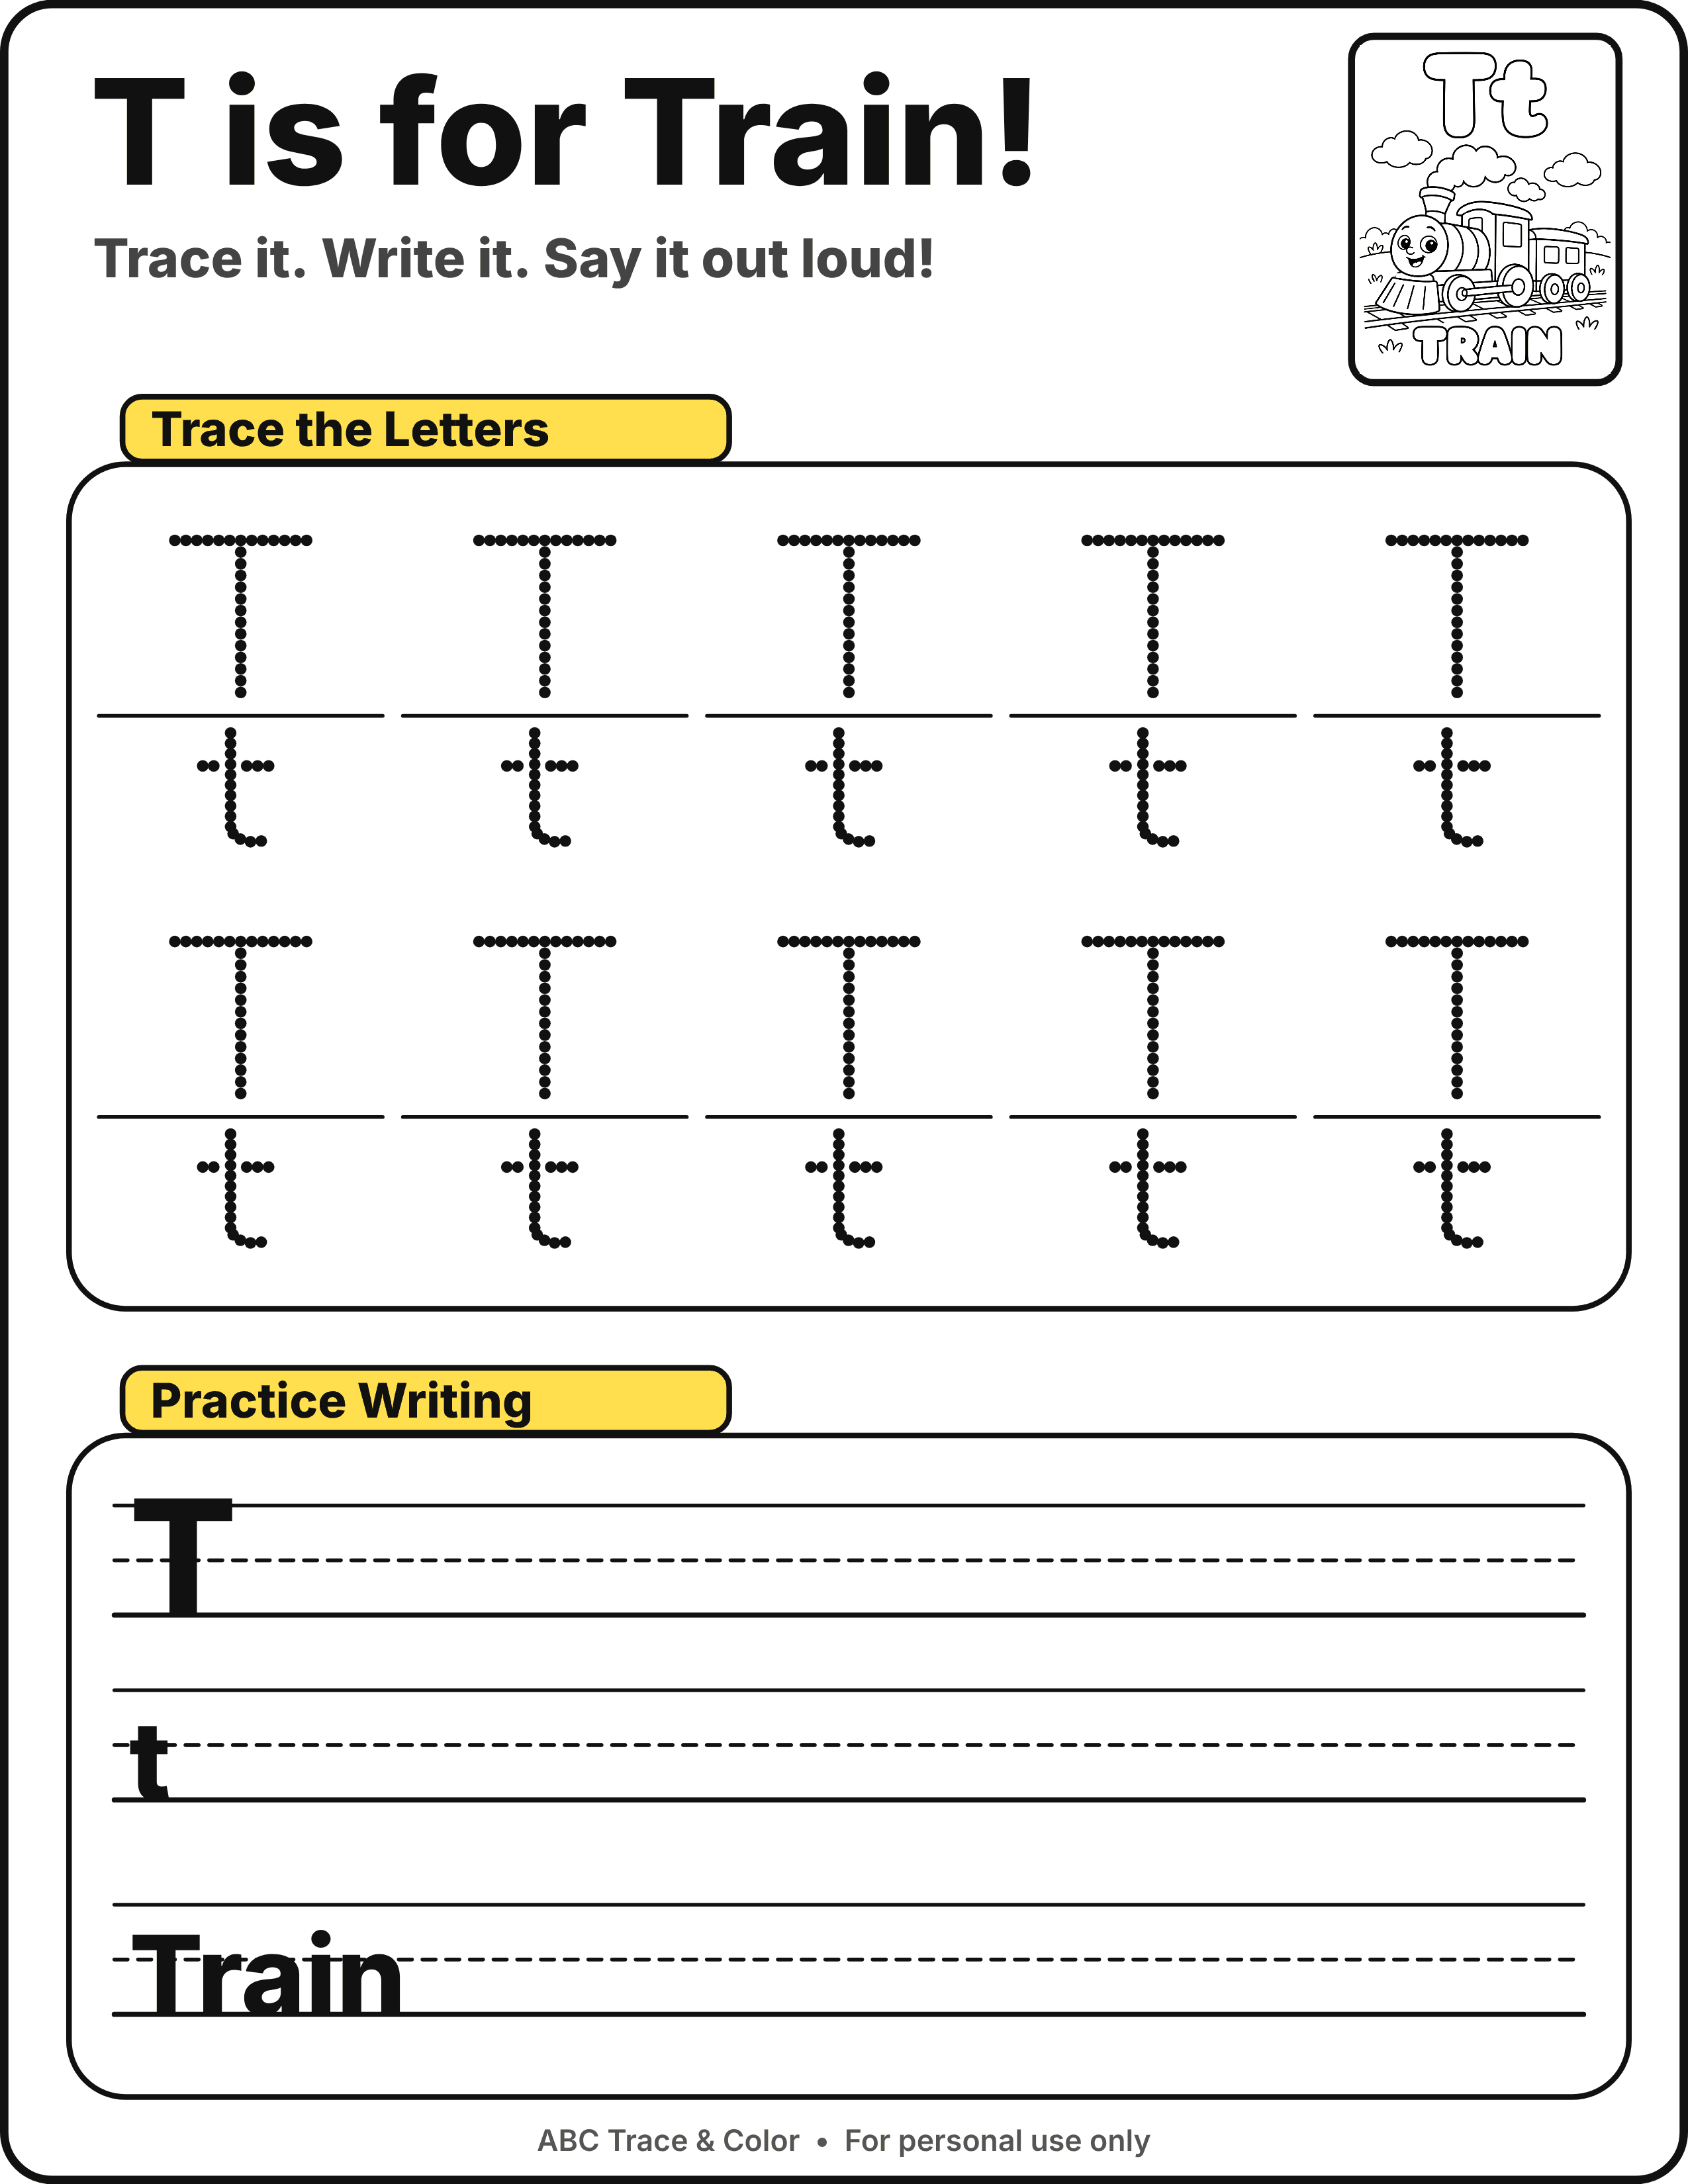 T is for Train!
Trace it. Write it. Say it out loud!
Tt
TRAIN
Trace the Letters
T T T T T
t t t t t
T T T T T
t t t t t
Practice Writing
T
t
Train
ABC Trace & Color • For personal use only